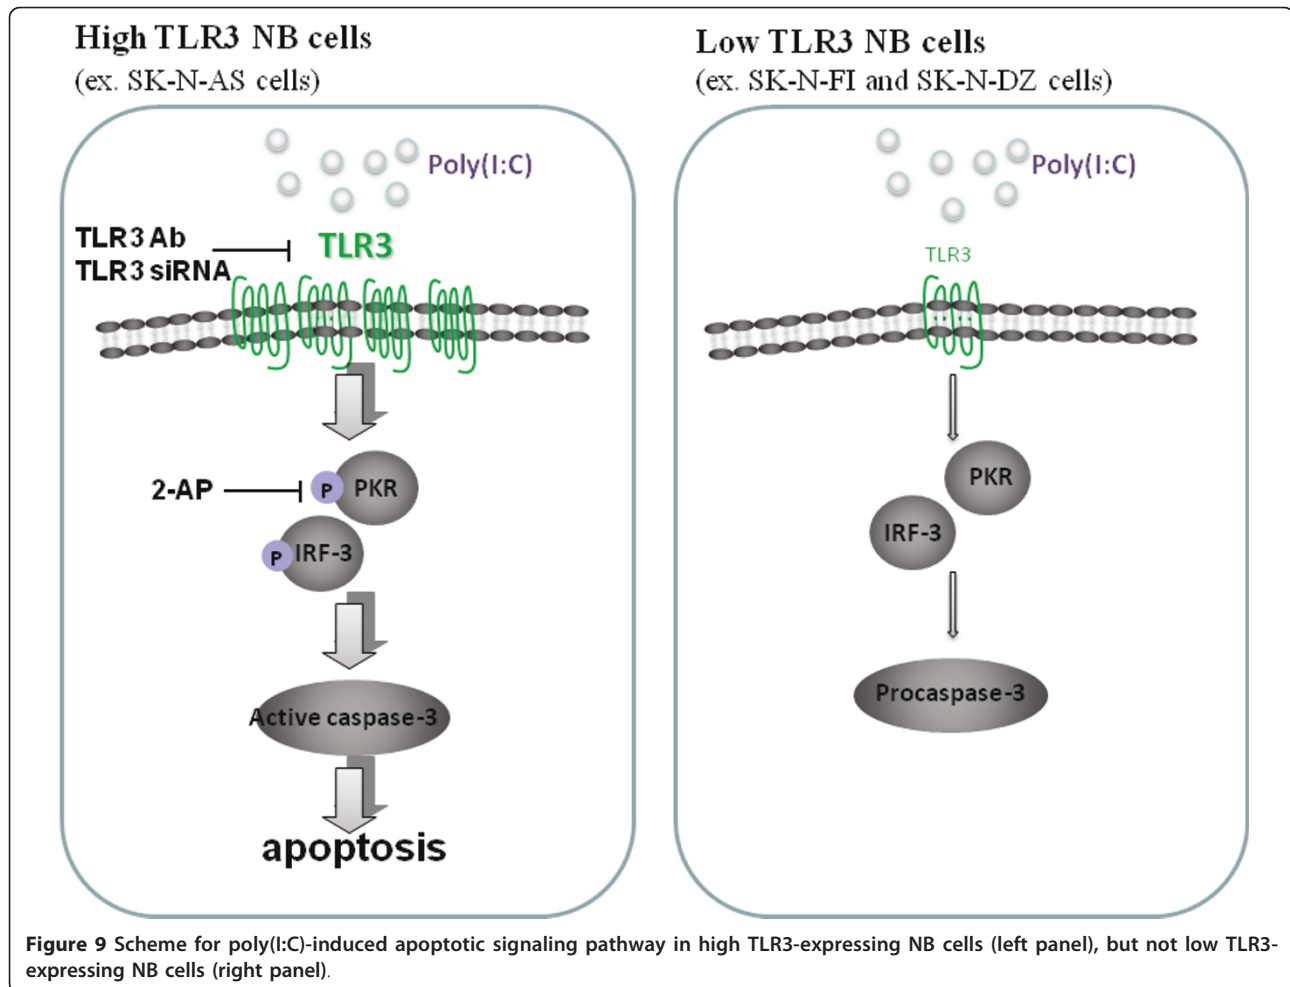 High TLR3 NB cells
(ex. SK-N-AS cells)
Poly(I:C)
TLR3 Ab
TLR3 siRNA
TLR3
2-AP
P
PKR
P
IRF-3
Active caspase-3
apoptosis
Low TLR3 NB cells
(ex. SK-N-FI and SK-N-DZ cells)
Poly(I:C)
TLR3
PKR
IRF-3
Procaspase-3
Figure 9 Scheme for poly(I:C)-induced apoptotic signaling pathway in high TLR3-expressing NB cells (left panel), but not low TLR3-
expressing NB cells (right panel).